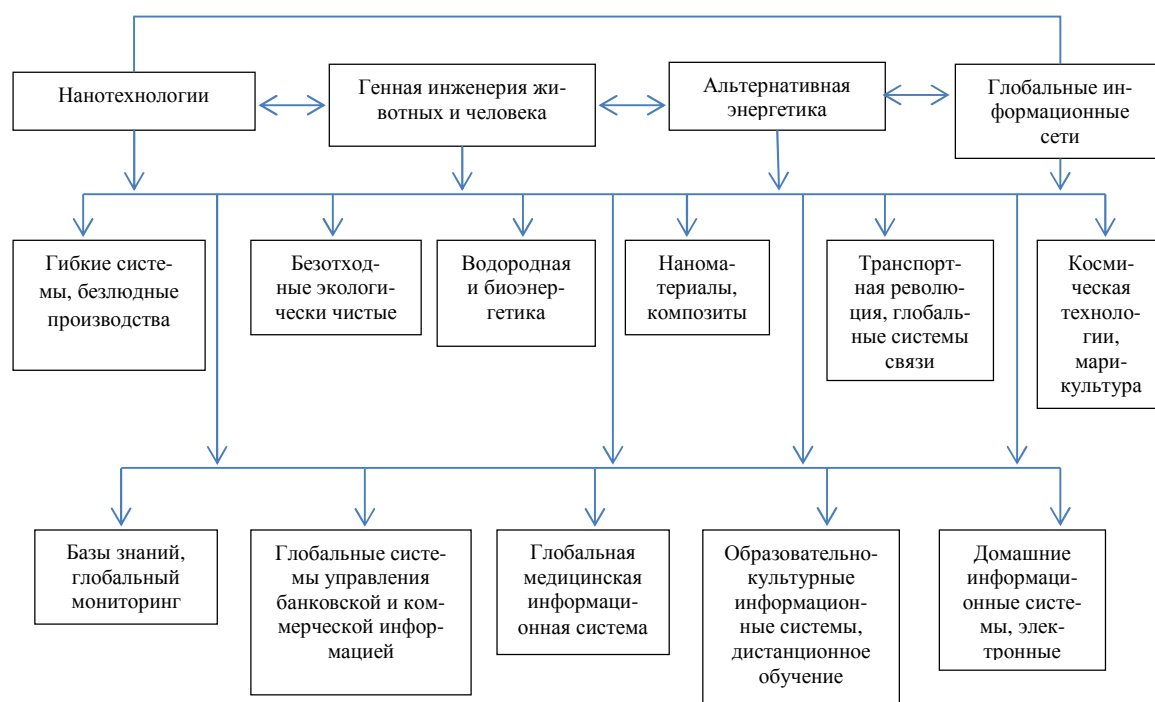 Нанотехнологии
Генная инженерия жи-
вотных и человека
Альтернативная
энергетика
Глобальные ин-
формационные
сети
Гибкие систе-
мы, безлюдные
производства
Безотход-
ные экологи-
чески чистые
Водородная
и биоэнер-
гетика
Нанома-
териалы,
композиты
Транспорт-
ная револю-
ция, глобаль-
ные системы
связи
Косми-
ческая
техноло-
гии,
мари-
культура
Базы знаний,
глобальный
мониторинг
Глобальные систе-
мы управления
банковской и ком-
мерческой инфор-
мацией
Глобальная
медицинская
информаци-
онная система
Образовательно-
культурные
информацион-
ные системы,
дистанционное
обучение
Домашние
информаци-
онные систе-
мы, элек-
тронные